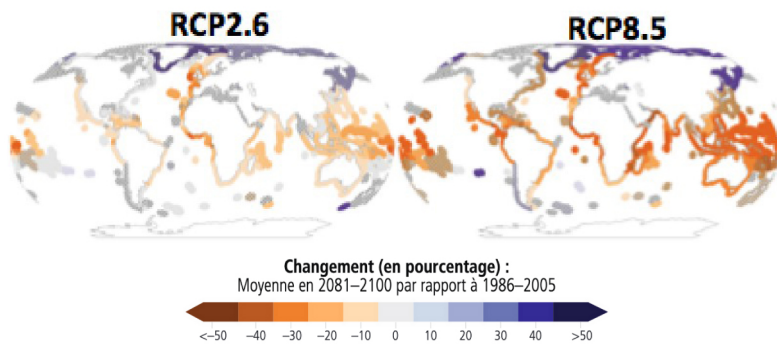 RCP2.6
RCP8.5
Changement (en pourcentage) :
Moyenne en 2081–2100 par rapport à 1986–2005
<–50 –40 –30 –20 –10 0 10 20 30 40 >50